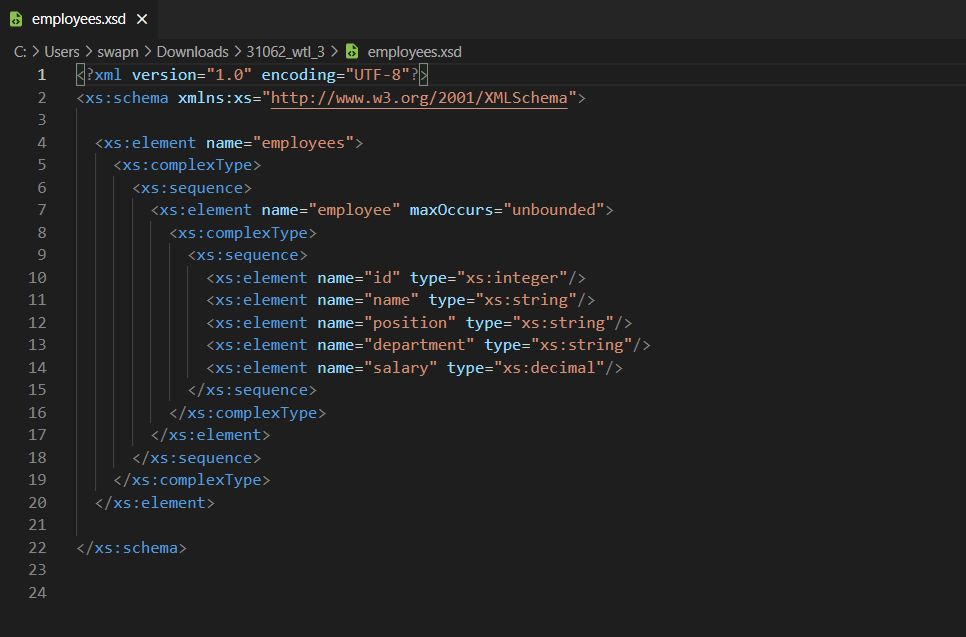 employees.xsd
C: > Users > swapn > Downloads > 31062_wtl_3 > employees.xsd
1 <?xml version="1.0" encoding="UTF-8"?>
2 <xs:schema xmlns:xs="http://www.w3.org/2001/XMLSchema">
3
4   <xs:element name="employees">
5     <xs:complexType>
6       <xs:sequence>
7         <xs:element name="employee" maxOccurs="unbounded">
8           <xs:complexType>
9             <xs:sequence>
10               <xs:element name="id" type="xs:integer"/>
11               <xs:element name="name" type="xs:string"/>
12               <xs:element name="position" type="xs:string"/>
13               <xs:element name="department" type="xs:string"/>
14               <xs:element name="salary" type="xs:decimal"/>
15             </xs:sequence>
16           </xs:complexType>
17         </xs:element>
18       </xs:sequence>
19     </xs:complexType>
20   </xs:element>
21
22 </xs:schema>
23
24